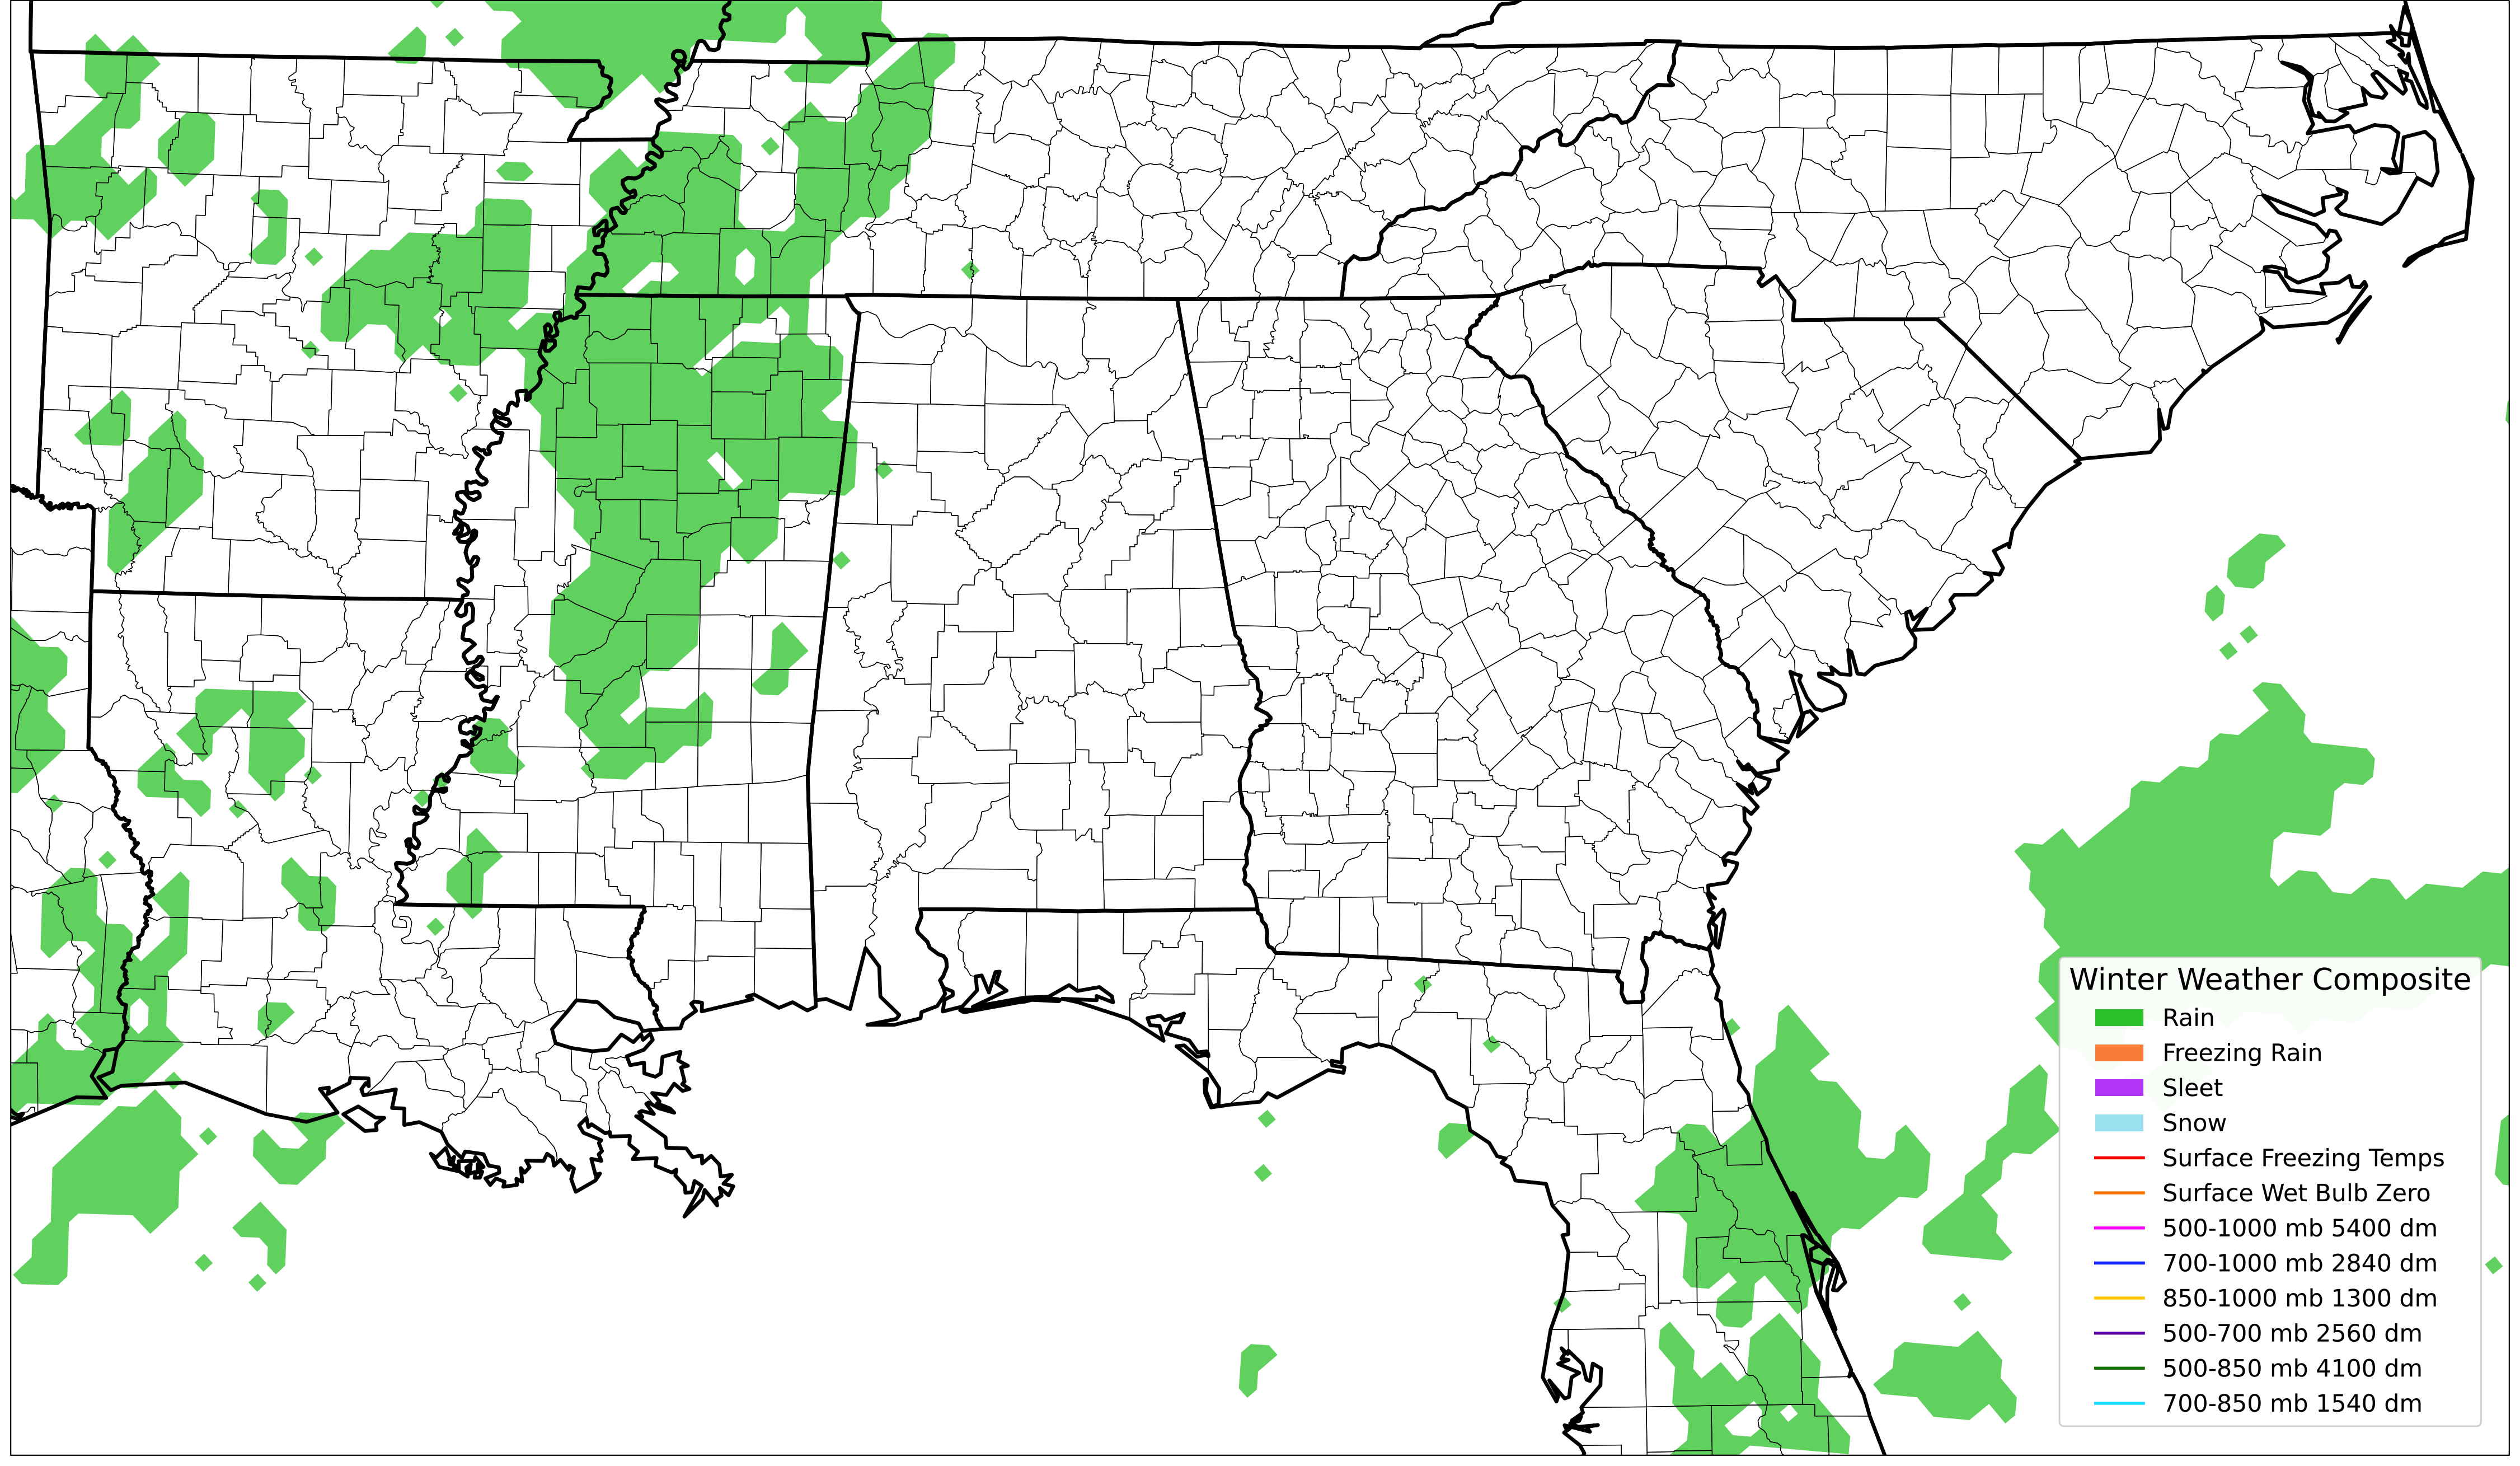 Winter Weather Composite
Rain
Freezing Rain
Sleet
Snow
Surface Freezing Temps
Surface Wet Bulb Zero
500-1000 mb 5400 dm
700-1000 mb 2840 dm
850-1000 mb 1300 dm
500-700 mb 2560 dm
500-850 mb 4100 dm
700-850 mb 1540 dm